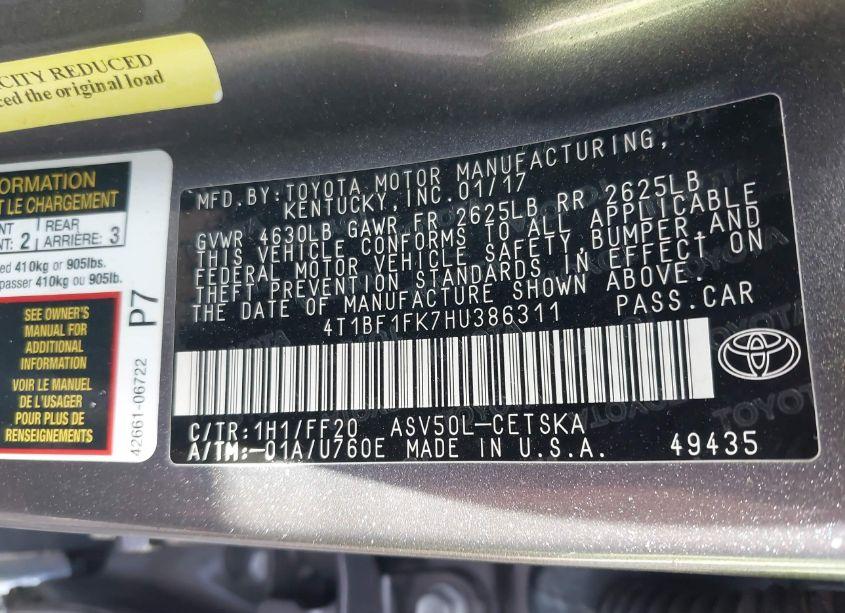 CITY REDUCED
ced the original load
ORMATION
T LE CHARGEMENT
NT REAR
NT: 2 ARRIÈRE: 3
ed 410kg or 905lbs.
passer 410kg ou 905lb.
SEE OWNER'S
MANUAL FOR
ADDITIONAL
INFORMATION
VOIR LE MANUEL
DE L'USAGER
POUR PLUS DE
RENSEIGNEMENTS
P7
42661-06722
MFD.BY:TOYOTA MOTOR MANUFACTURING,
KENTUCKY,INC.01/17
GVWR 4630LB GAWR FR 2625LB RR 2625LB
THIS VEHICLE CONFORMS TO ALL APPLICABLE
FEDERAL MOTOR VEHICLE SAFETY,BUMPER,AND
THEFT PREVENTION STANDARDS IN EFFECT ON
THE DATE OF MANUFACTURE SHOWN ABOVE.
4T1BF1FK7HU386311 PASS.CAR
C/TR:1H1/FF20 ASV50L-CETSKA
A/TM:-01A/U760E MADE IN U.S.A. 49435